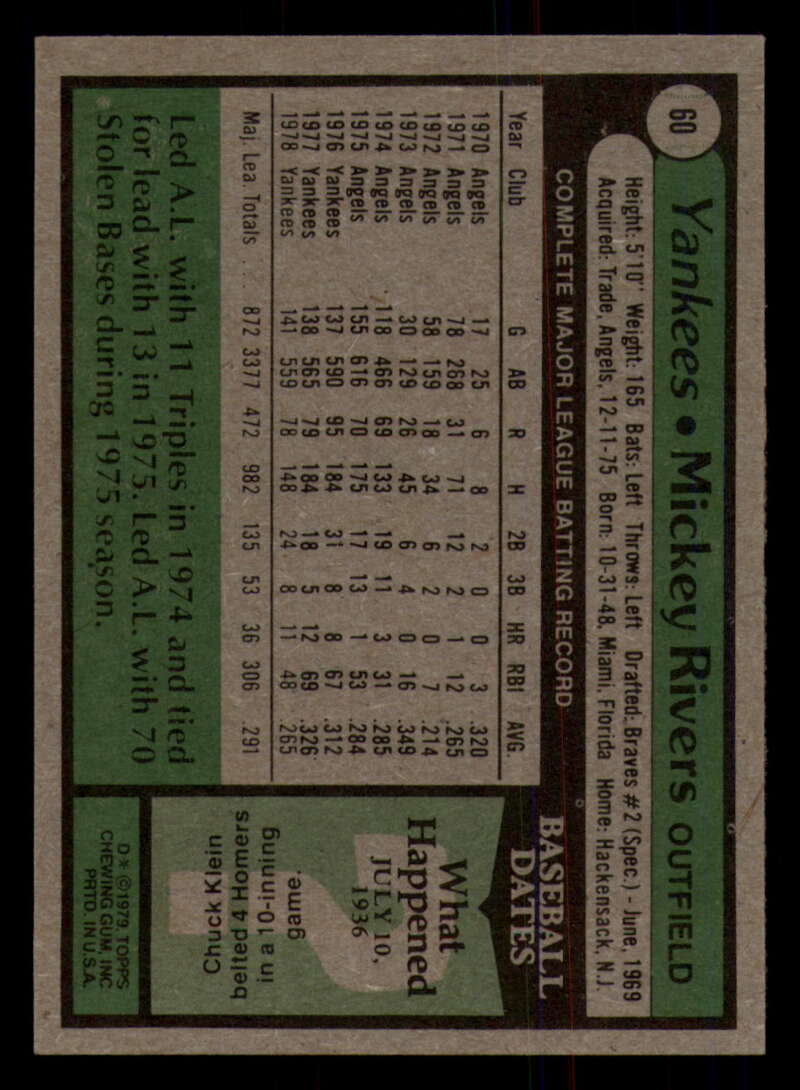 60
Yankees • Mickey Rivers OUTFIELD
Height: 5'10" Weight: 165 Bats: Left Throws: Left Drafted: Braves #2 (Spec.) - June, 1969
Acquired: Trade, Angels, 12-11-75 Born: 10-31-48, Miami, Florida Home: Hackensack, N.J.
COMPLETE MAJOR LEAGUE BATTING RECORD
Year Club G AB R H 2B 3B HR RBI AVG.
1970 Angels 17 25 6 8 2 0 0 3 .320
1971 Angels 78 268 31 71 12 2 1 12 .265
1972 Angels 58 159 18 34 6 2 0 7 .214
1973 Angels 30 129 26 45 6 4 0 16 .349
1974 Angels 118 466 69 133 19 11 3 31 .285
1975 Angels 155 616 70 175 17 13 1 53 .284
1976 Yankees 137 590 95 184 31 8 8 67 .312
1977 Yankees 138 565 79 184 18 5 12 69 .326
1978 Yankees 141 559 78 148 24 8 11 48 .265
Maj. Lea. Totals . . . . 872 3377 472 982 135 53 36 306 .291
Led A.L. with 11 Triples in 1974 and tied
for lead with 13 in 1975. Led A.L. with 70
Stolen Bases during 1975 season.
BASEBALL
DATES
What
Happened
JULY 10,
1936
Chuck Klein
belted 4 Homers
in a 10-inning
game.
D* ©1979, TOPPS
CHEWING GUM, INC
PRTD. IN U.S.A.